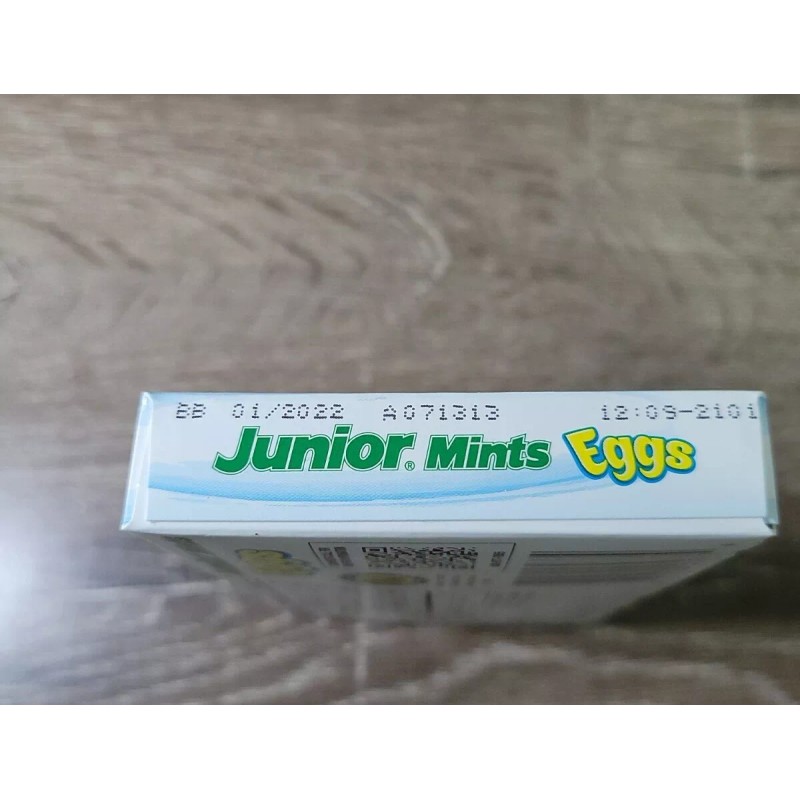 BB 01/2022 A071313 12:09-2101
Junior® Mints Eggs